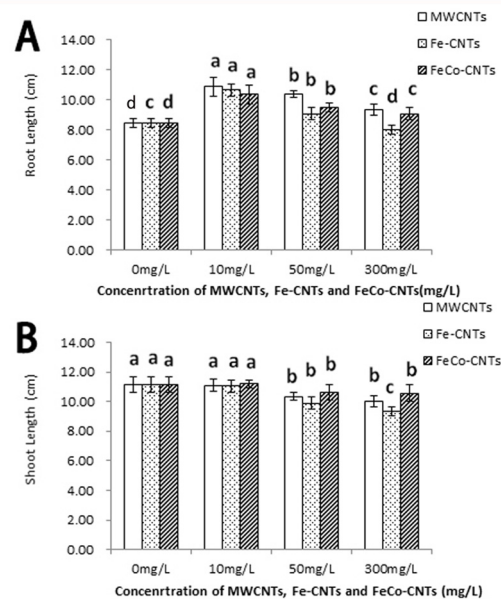 A
MWCNTs
Fe-CNTs
FeCo-CNTs
14.00
12.00
10.00
8.00
6.00
4.00
2.00
0.00
Root Length (cm)
d c d
a a a
b b b
c d c
0mg/L 10mg/L 50mg/L 300mg/L
Concenrtration of MWCNTs, Fe-CNTs and FeCo-CNTs(mg/L)
B
MWCNTs
Fe-CNTs
FeCo-CNTs
14.00
12.00
10.00
8.00
6.00
4.00
2.00
0.00
Shoot Length (cm)
a a a
a a a
b b b
b c b
0mg/L 10mg/L 50mg/L 300mg/L
Concenrtration of MWCNTs, Fe-CNTs and FeCo-CNTs (mg/L)